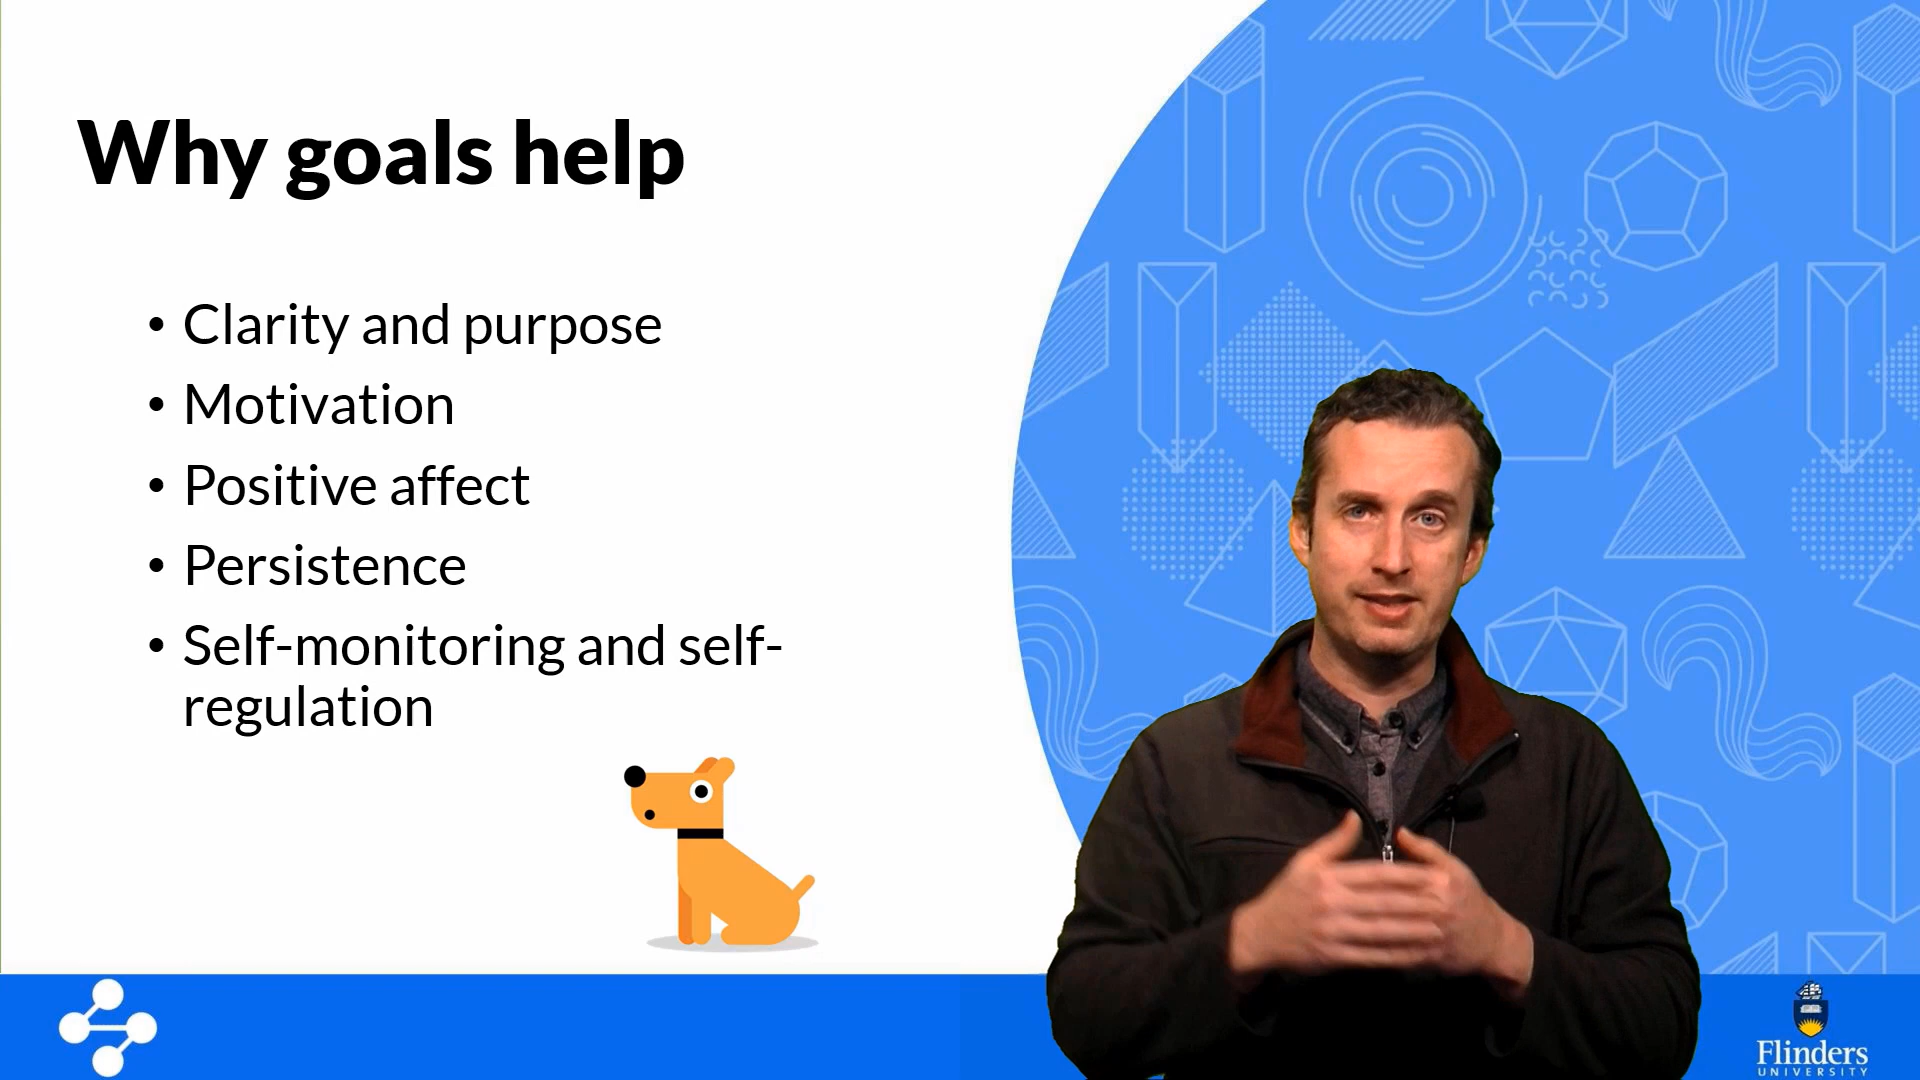 Why goals help
• Clarity and purpose
• Motivation
• Positive affect
• Persistence
• Self-monitoring and self-
regulation
Flinders
UNIVERSITY